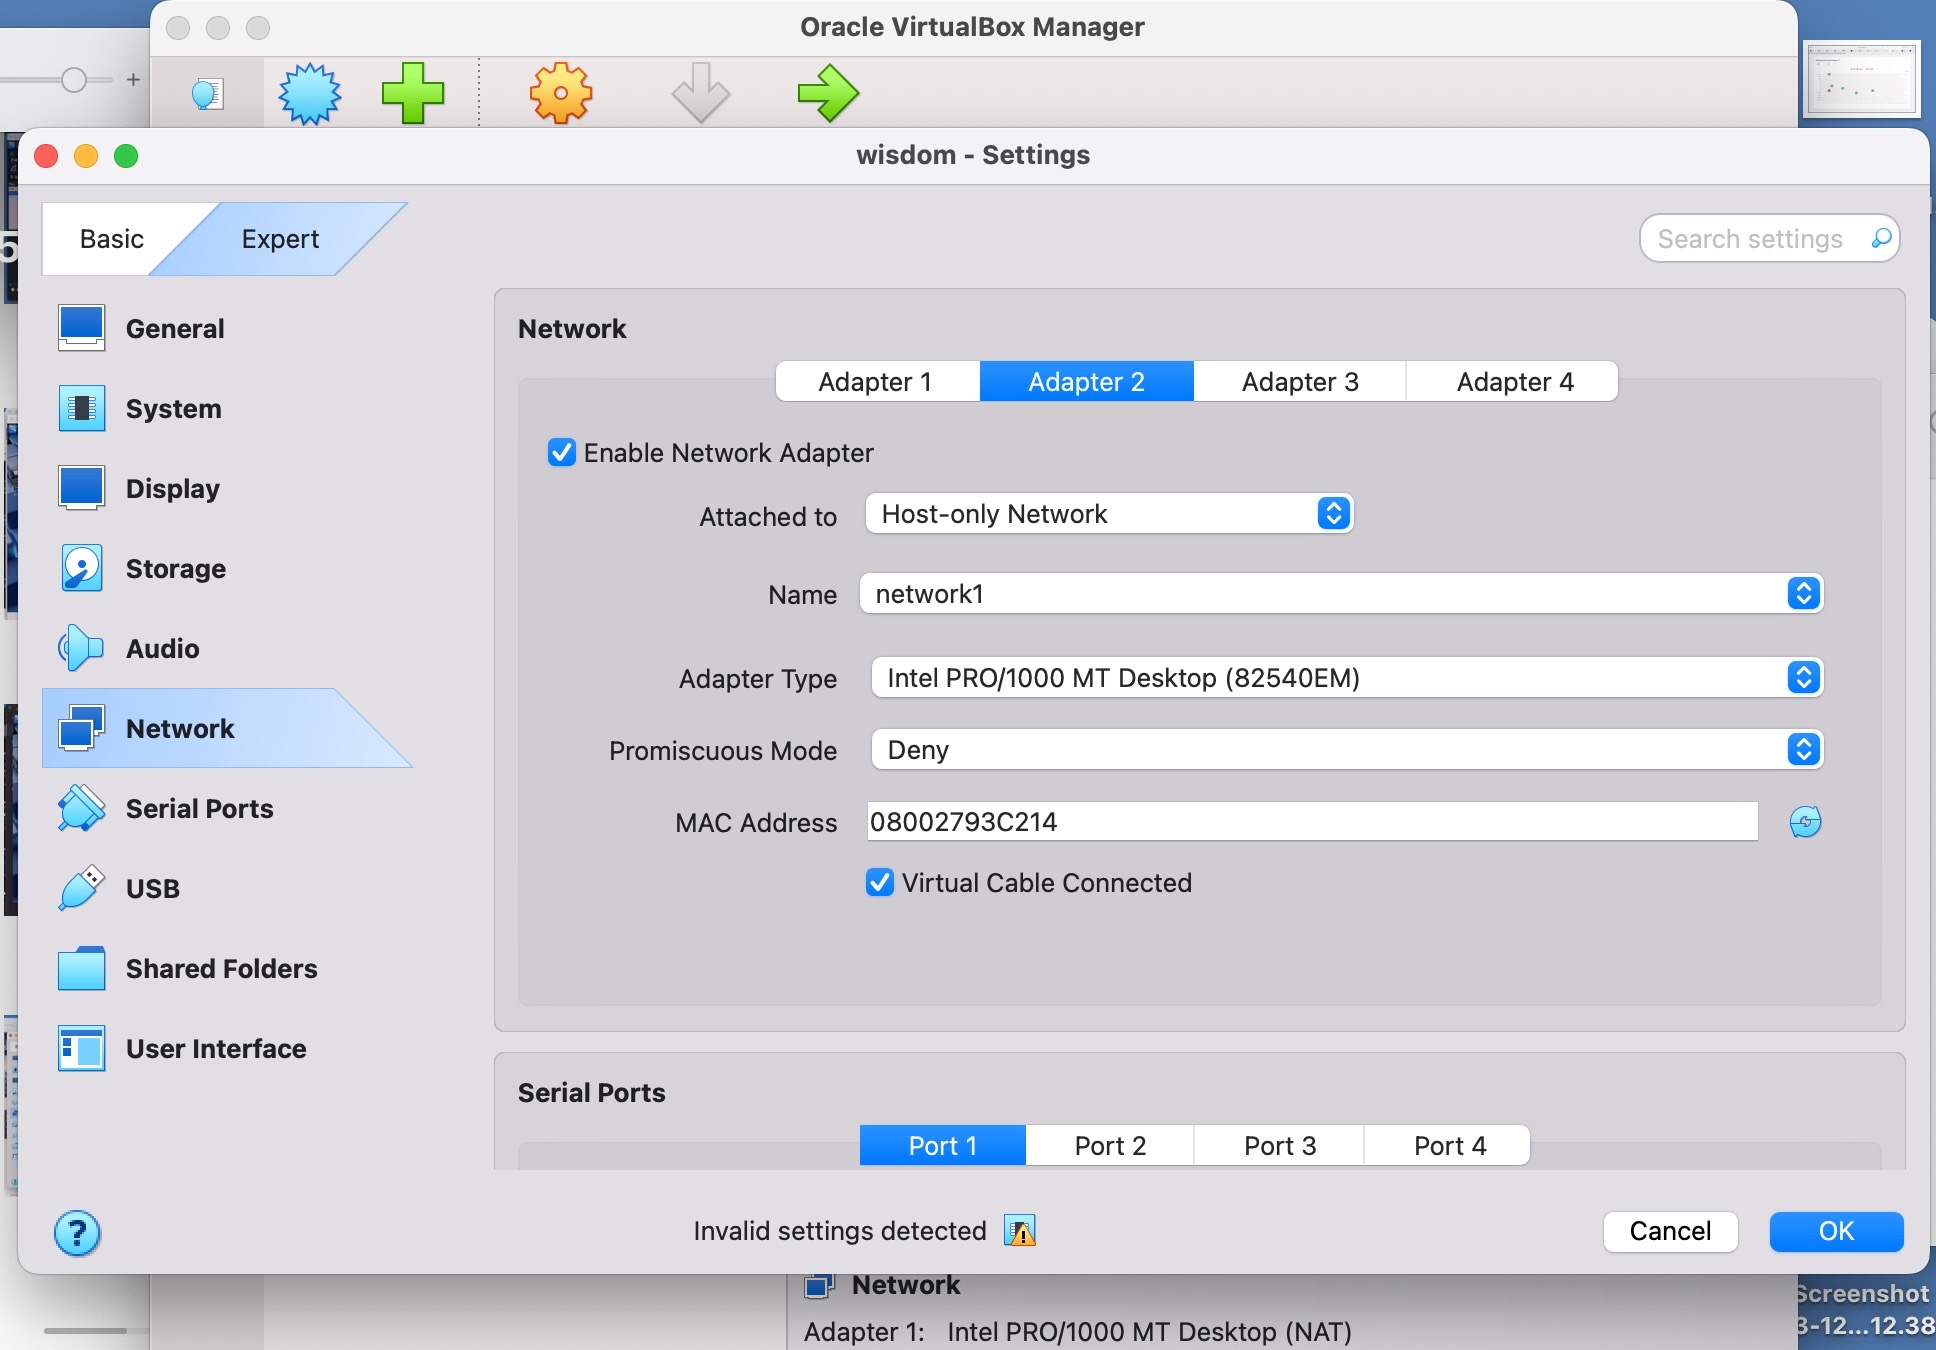 Oracle VirtualBox Manager
wisdom - Settings
Basic
Expert
Search settings
General
System
Display
Storage
Audio
Network
Serial Ports
USB
Shared Folders
User Interface
Network
Adapter 1 Adapter 2 Adapter 3 Adapter 4
Enable Network Adapter
Attached to Host-only Network
Name network1
Adapter Type Intel PRO/1000 MT Desktop (82540EM)
Promiscuous Mode Deny
MAC Address 08002793C214
Virtual Cable Connected
Serial Ports
Port 1 Port 2 Port 3 Port 4
Invalid settings detected
Cancel
OK
Network
Adapter 1: Intel PRO/1000 MT Desktop (NAT)
Screenshot
3-12...12.38